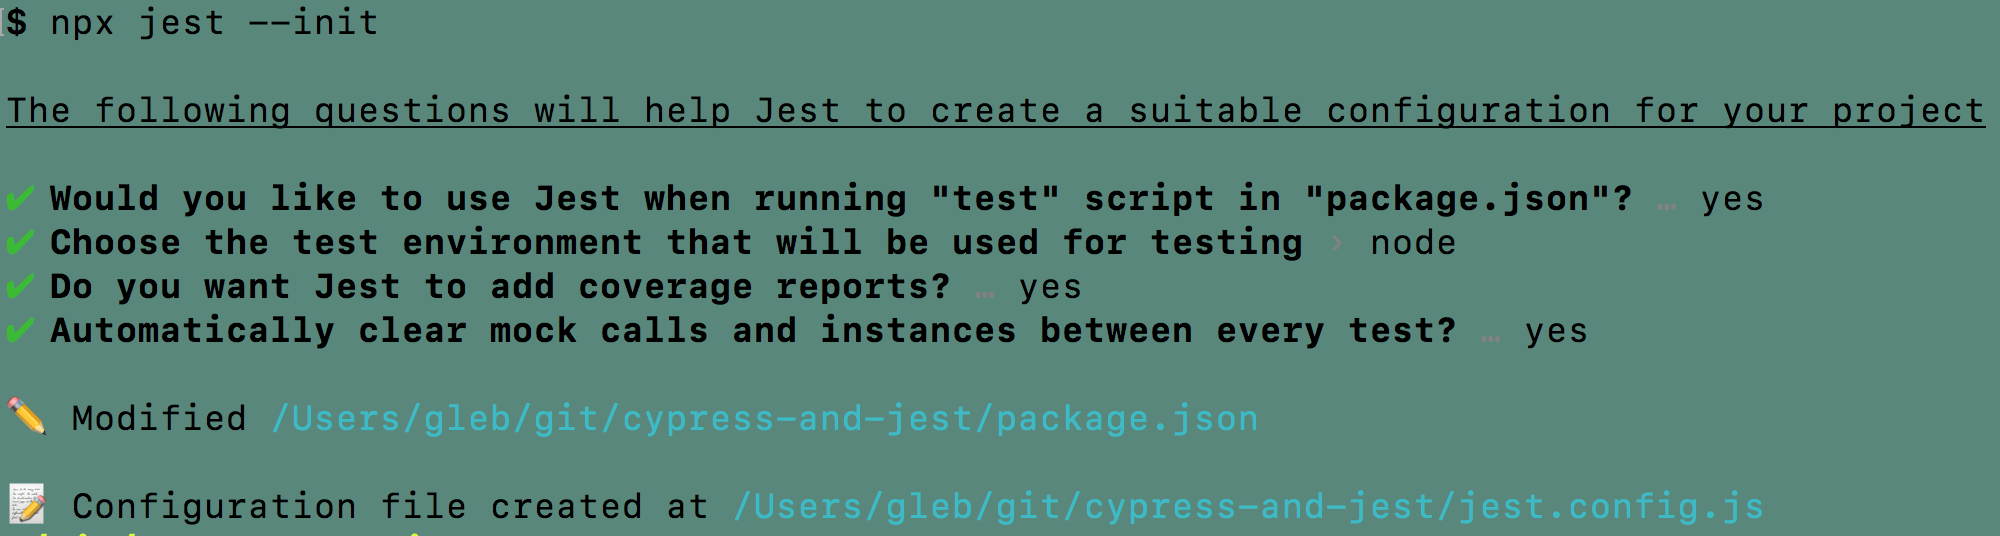 $ npx jest --init
The following questions will help Jest to create a suitable configuration for your project
✔ Would you like to use Jest when running "test" script in "package.json"? … yes
✔ Choose the test environment that will be used for testing › node
✔ Do you want Jest to add coverage reports? … yes
✔ Automatically clear mock calls and instances between every test? … yes
✏️ Modified /Users/gleb/git/cypress-and-jest/package.json
📝 Configuration file created at /Users/gleb/git/cypress-and-jest/jest.config.js